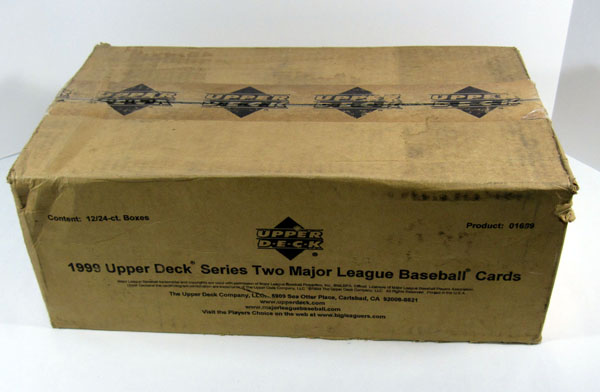 UPPER DECK UPPER DECK UPPER DECK UPPER DECK
Content: 12/24-ct. Boxes
UPPER
D·E·C·K
Product: 01659
1999 Upper Deck® Series Two Major League Baseball® Cards
The Upper Deck Company, LLC, 5909 Sea Otter Place, Carlsbad, CA 92008-6621
www.upperdeck.com
www.majorleaguebaseball.com
Visit the Players Choice on the web at www.bigleaguers.com